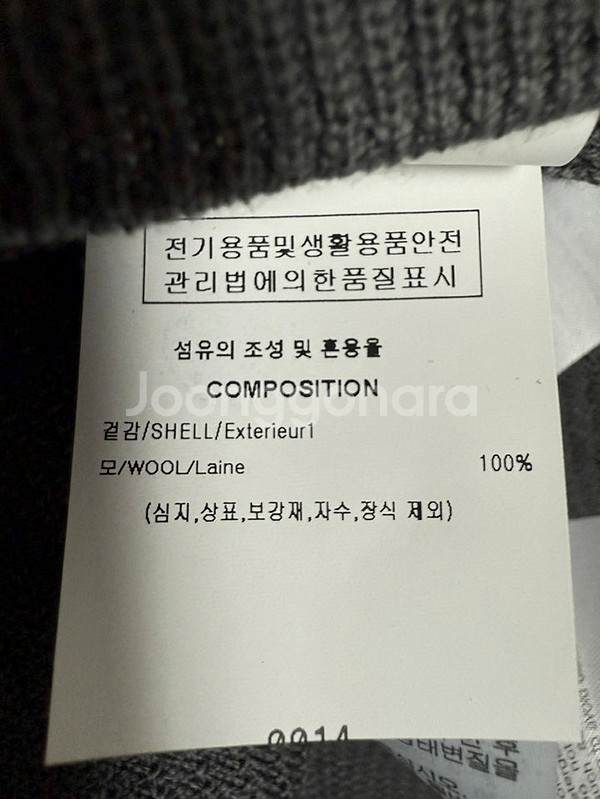 전기용품및생활용품안전
관리법에의한품질표시
섬유의 조성 및 혼용율
COMPOSITION
Joonggonara
겉감/SHELL/Exterieur1
모/WOOL/Laine 100%
(심지,상표,보강재,자수,장식 제외)
0014